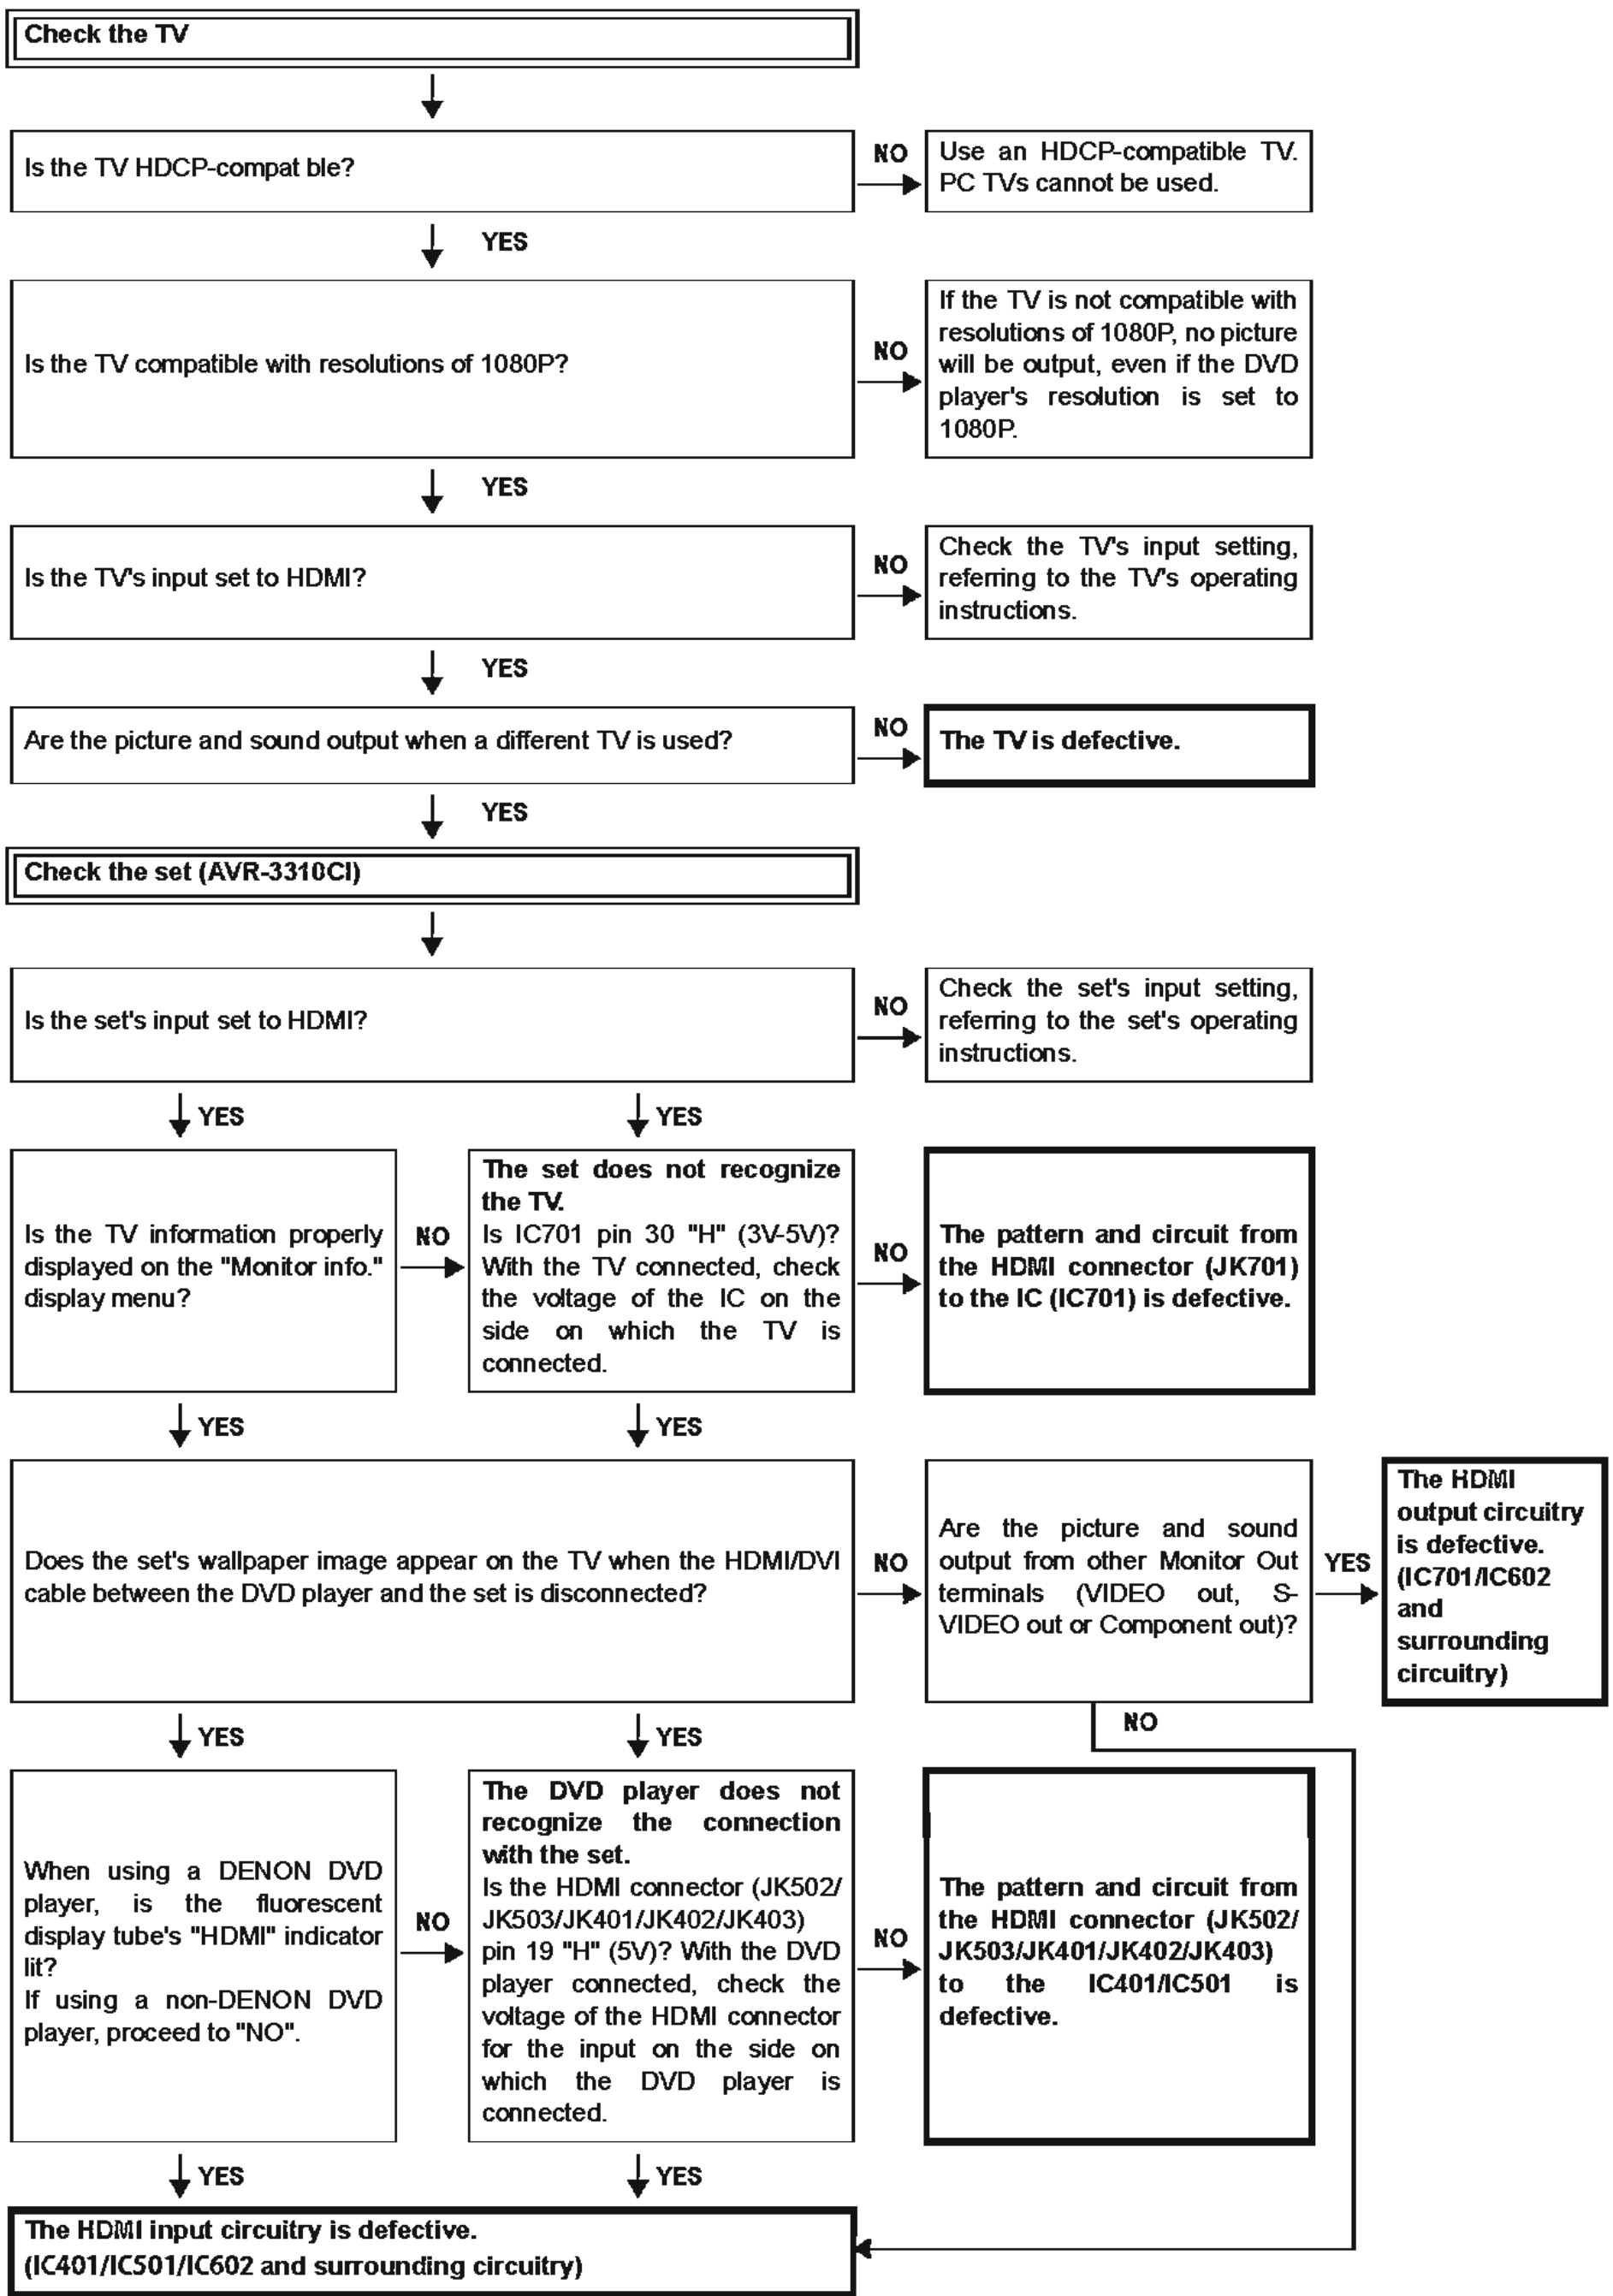 Check the TV
Is the TV HDCP-compat ble?
NO
Use an HDCP-compatible TV.
PC TVs cannot be used.
YES
Is the TV compatible with resolutions of 1080P?
NO
If the TV is not compatible with
resolutions of 1080P, no picture
will be output, even if the DVD
player's resolution is set to
1080P.
YES
Is the TV's input set to HDMI?
NO
Check the TV's input setting,
referring to the TV's operating
instructions.
YES
Are the picture and sound output when a different TV is used?
NO
The TV is defective.
YES
Check the set (AVR-3310CI)
Is the set's input set to HDMI?
NO
Check the set's input setting,
referring to the set's operating
instructions.
YES
YES
Is the TV information properly
displayed on the "Monitor info."
display menu?
NO
The set does not recognize
the TV.
Is IC701 pin 30 "H" (3V-5V)?
With the TV connected, check
the voltage of the IC on the
side on which the TV is
connected.
NO
The pattern and circuit from
the HDMI connector (JK701)
to the IC (IC701) is defective.
YES
YES
Does the set's wallpaper image appear on the TV when the HDMI/DVI
cable between the DVD player and the set is disconnected?
NO
Are the picture and sound
output from other Monitor Out
terminals (VIDEO out, S-
VIDEO out or Component out)?
YES
The HDMI
output circuitry
is defective.
(IC701/IC602
and
surrounding
circuitry)
NO
YES
YES
When using a DENON DVD
player, is the fluorescent
display tube's "HDMI" indicator
lit?
If using a non-DENON DVD
player, proceed to "NO".
NO
The DVD player does not
recognize the connection
with the set.
Is the HDMI connector (JK502/
JK503/JK401/JK402/JK403)
pin 19 "H" (5V)? With the DVD
player connected, check the
voltage of the HDMI connector
for the input on the side on
which the DVD player is
connected.
NO
The pattern and circuit from
the HDMI connector (JK502/
JK503/JK401/JK402/JK403)
to the IC401/IC501 is
defective.
YES
YES
The HDMI input circuitry is defective.
(IC401/IC501/IC602 and surrounding circuitry)